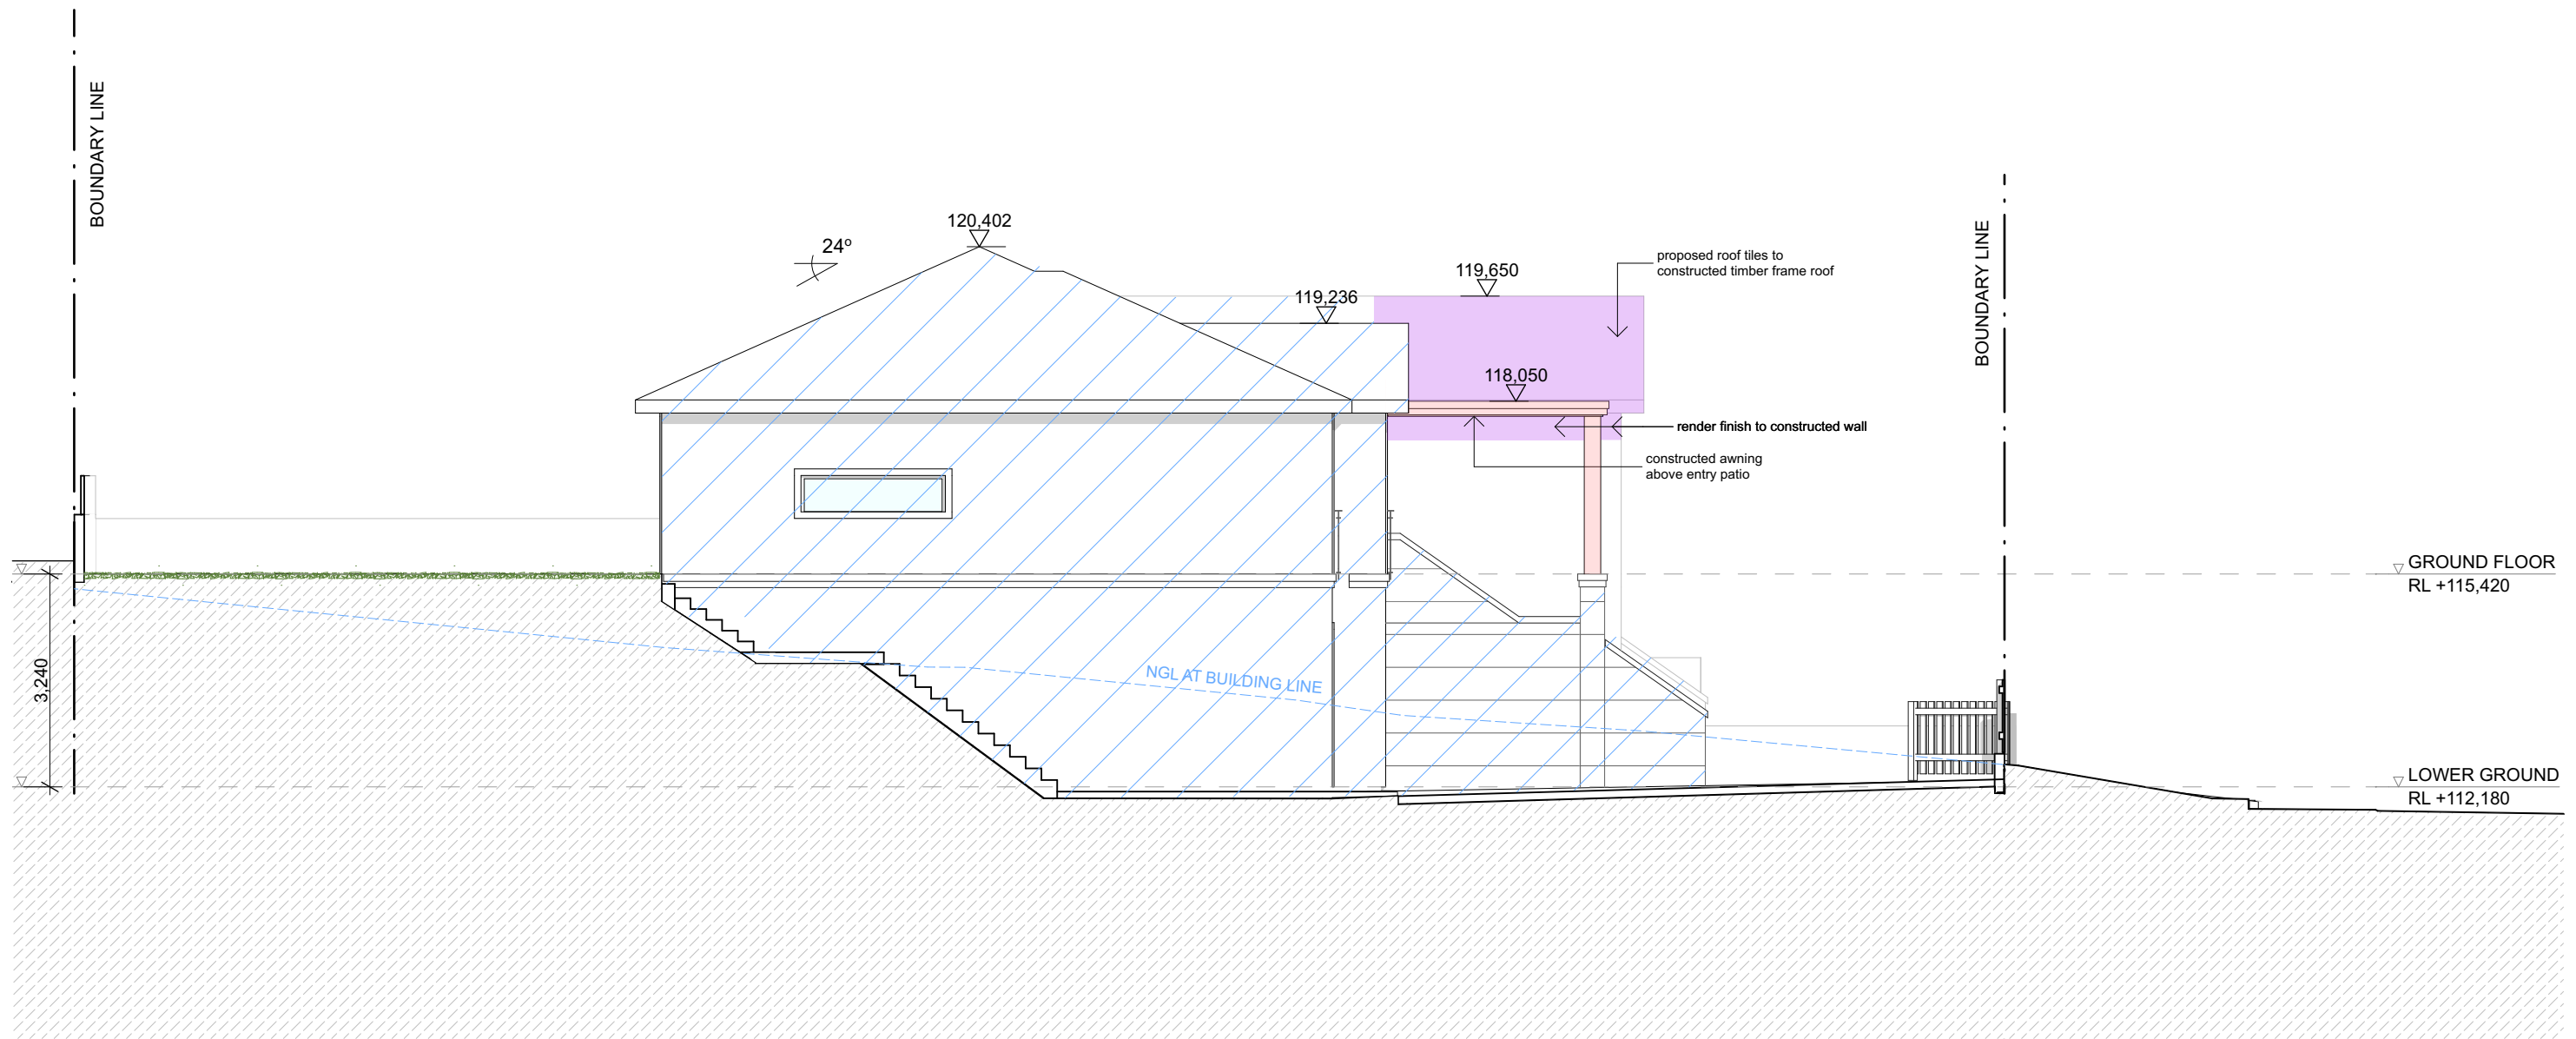 BOUNDARY LINE
120,402
24º
119,236
119,650
118,050
proposed roof tiles to
constructed timber frame roof
BOUNDARY LINE
render finish to constructed wall
constructed awning
above entry patio
GROUND FLOOR
RL +115,420
3,240
NGL AT BUILDING LINE
LOWER GROUND
RL +112,180